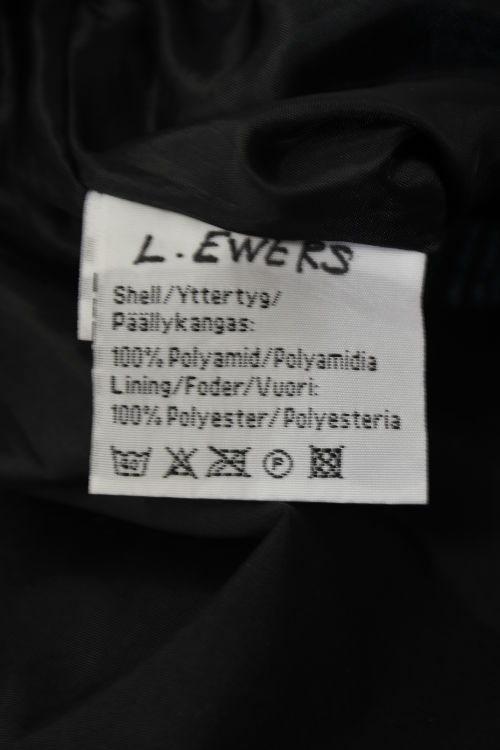 L. EWERS
Shell/Yttertyg/
Päällykangas:
100% Polyamid/Polyamidia
Lining/Foder/Vuori:
100% Polyester/Polyesteria
P